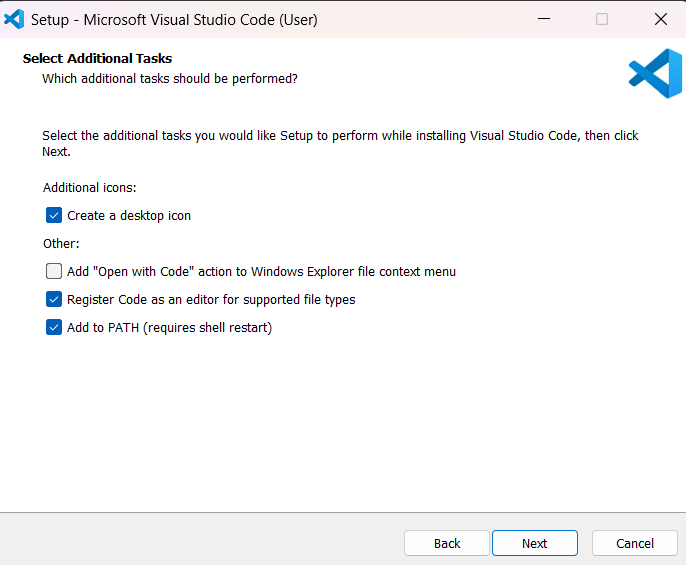 Setup - Microsoft Visual Studio Code (User)
Select Additional Tasks
Which additional tasks should be performed?
Select the additional tasks you would like Setup to perform while installing Visual Studio Code, then click
Next.
Additional icons:
Create a desktop icon
Other:
Add "Open with Code" action to Windows Explorer file context menu
Register Code as an editor for supported file types
Add to PATH (requires shell restart)
Back Next Cancel